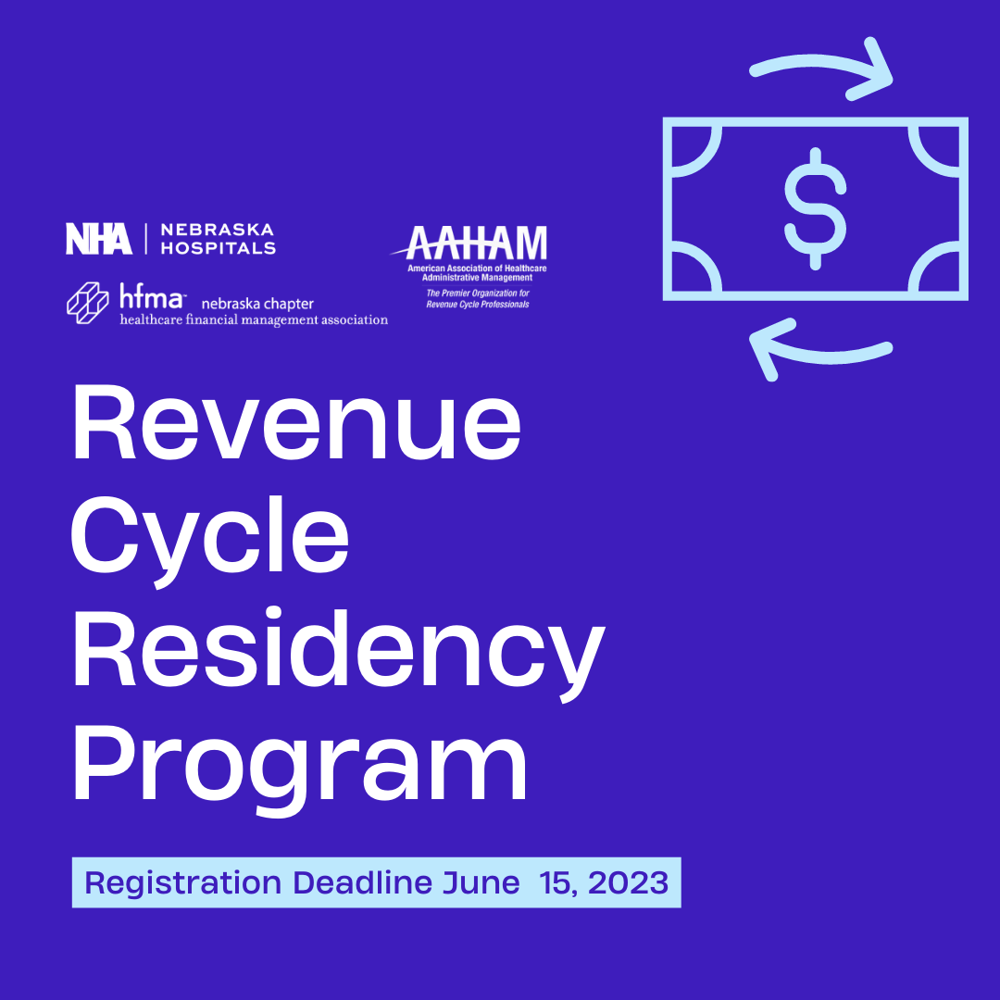 NHA | NEBRASKA
HOSPITALS
hfma™ nebraska chapter
healthcare financial management association
AAHAM
American Association of Healthcare
Administrative Management
The Premier Organization for
Revenue Cycle Professionals
$
Revenue
Cycle
Residency
Program
Registration Deadline June 15, 2023